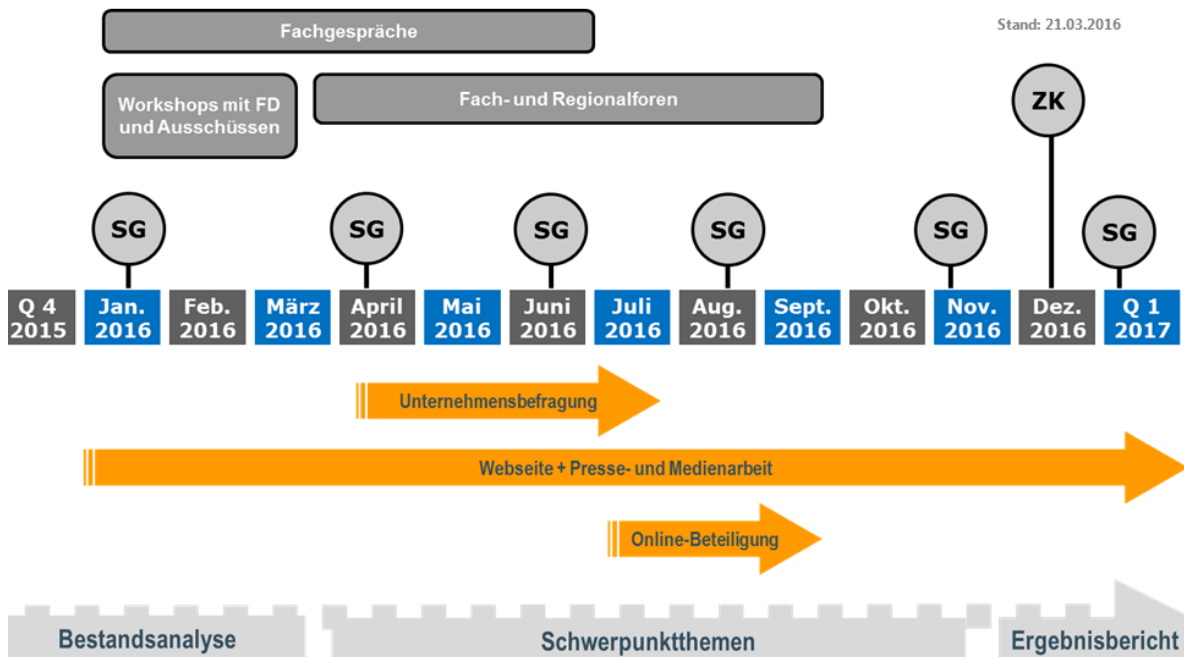 Fachgespräche
Stand: 21.03.2016
Workshops mit FD
und Ausschüssen
Fach- und Regionalforen
ZK
SG
SG
SG
SG
SG
SG
Q 4
2015
Jan.
2016
Feb.
2016
März
2016
April
2016
Mai
2016
Juni
2016
Juli
2016
Aug.
2016
Sept.
2016
Okt.
2016
Nov.
2016
Dez.
2016
Q 1
2017
Unternehmensbefragung
Webseite + Presse- und Medienarbeit
Online-Beteiligung
Bestandsanalyse
Schwerpunktthemen
Ergebnisbericht